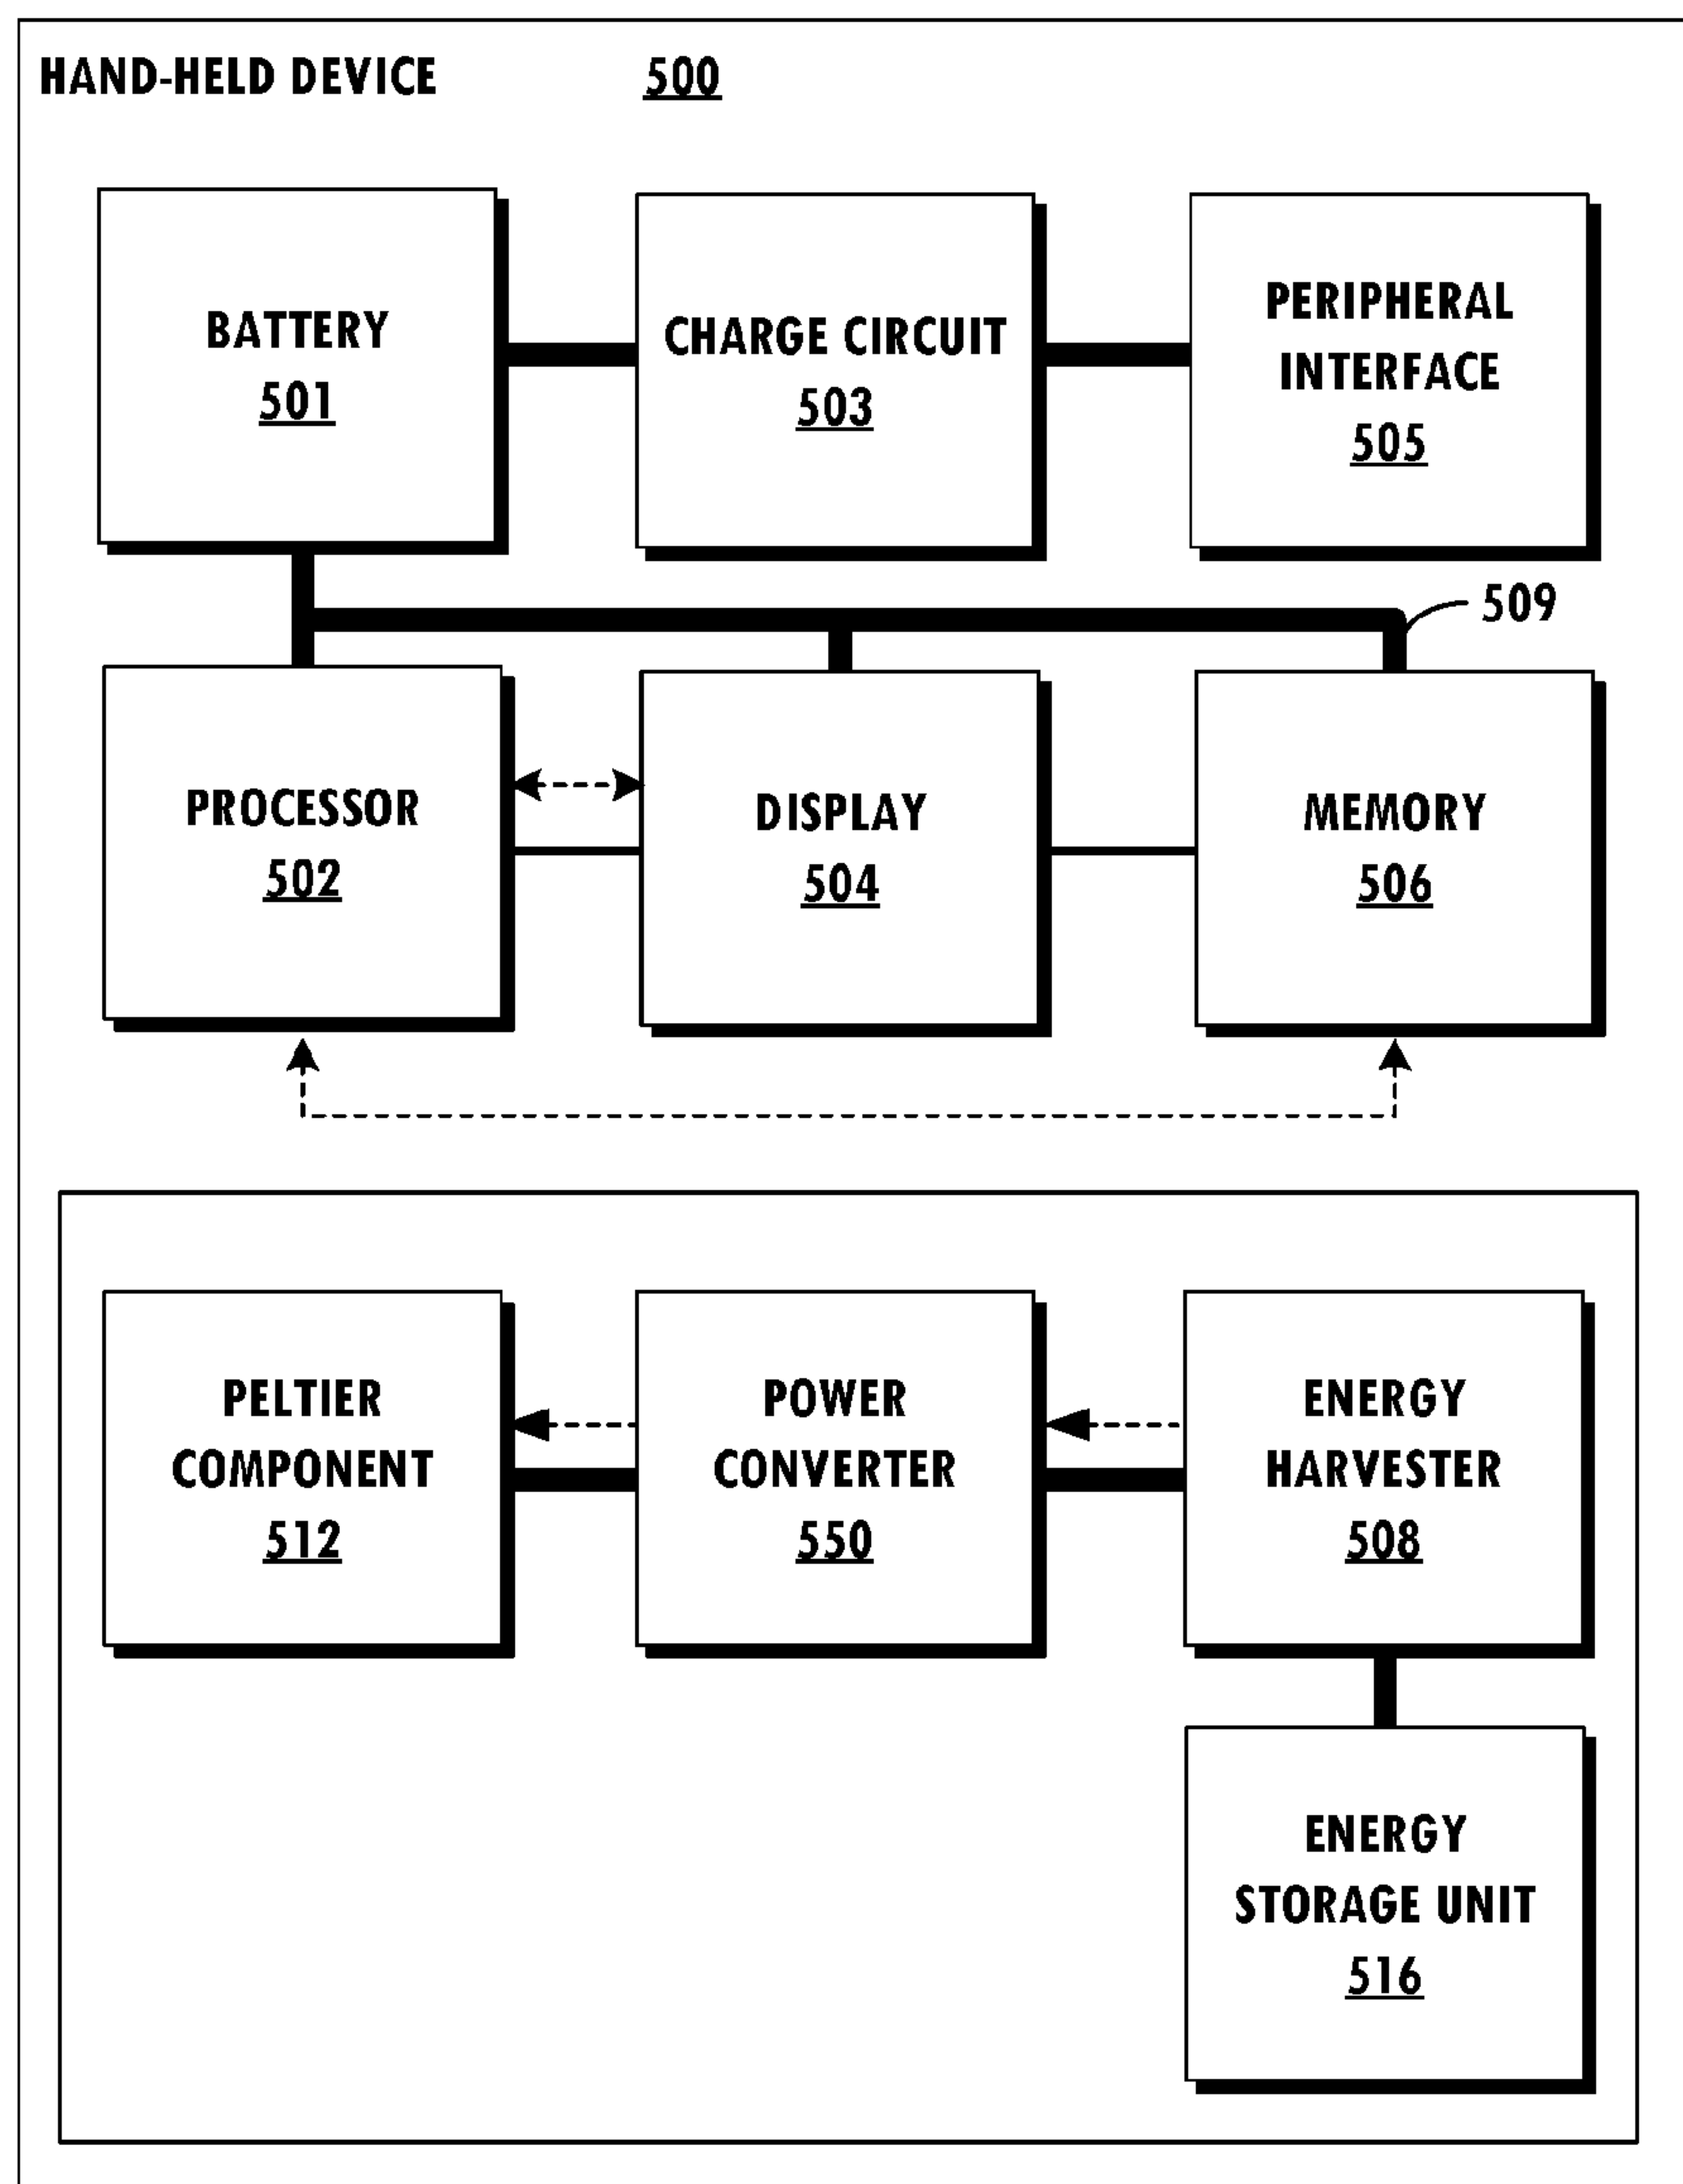 HAND-HELD DEVICE 500
BATTERY
501
CHARGE CIRCUIT
503
PERIPHERAL
INTERFACE
505
509
PROCESSOR
502
DISPLAY
504
MEMORY
506
PELTIER
COMPONENT
512
POWER
CONVERTER
550
ENERGY
HARVESTER
508
ENERGY
STORAGE UNIT
516